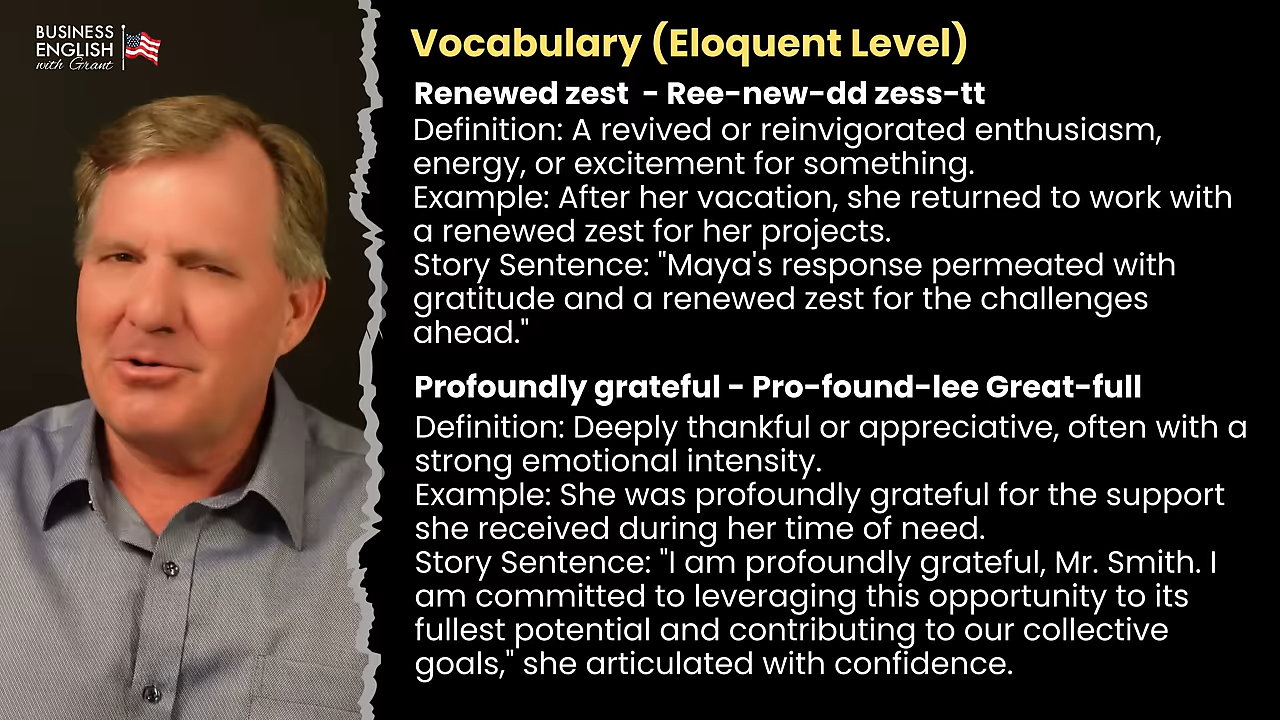 BUSINESS
ENGLISH
with Grant
Vocabulary (Eloquent Level)
Renewed zest - Ree-new-dd zess-tt
Definition: A revived or reinvigorated enthusiasm,
energy, or excitement for something.
Example: After her vacation, she returned to work with
a renewed zest for her projects.
Story Sentence: "Maya's response permeated with
gratitude and a renewed zest for the challenges
ahead."
Profoundly grateful - Pro-found-lee Great-full
Definition: Deeply thankful or appreciative, often with a
strong emotional intensity.
Example: She was profoundly grateful for the support
she received during her time of need.
Story Sentence: "I am profoundly grateful, Mr. Smith. I
am committed to leveraging this opportunity to its
fullest potential and contributing to our collective
goals," she articulated with confidence.